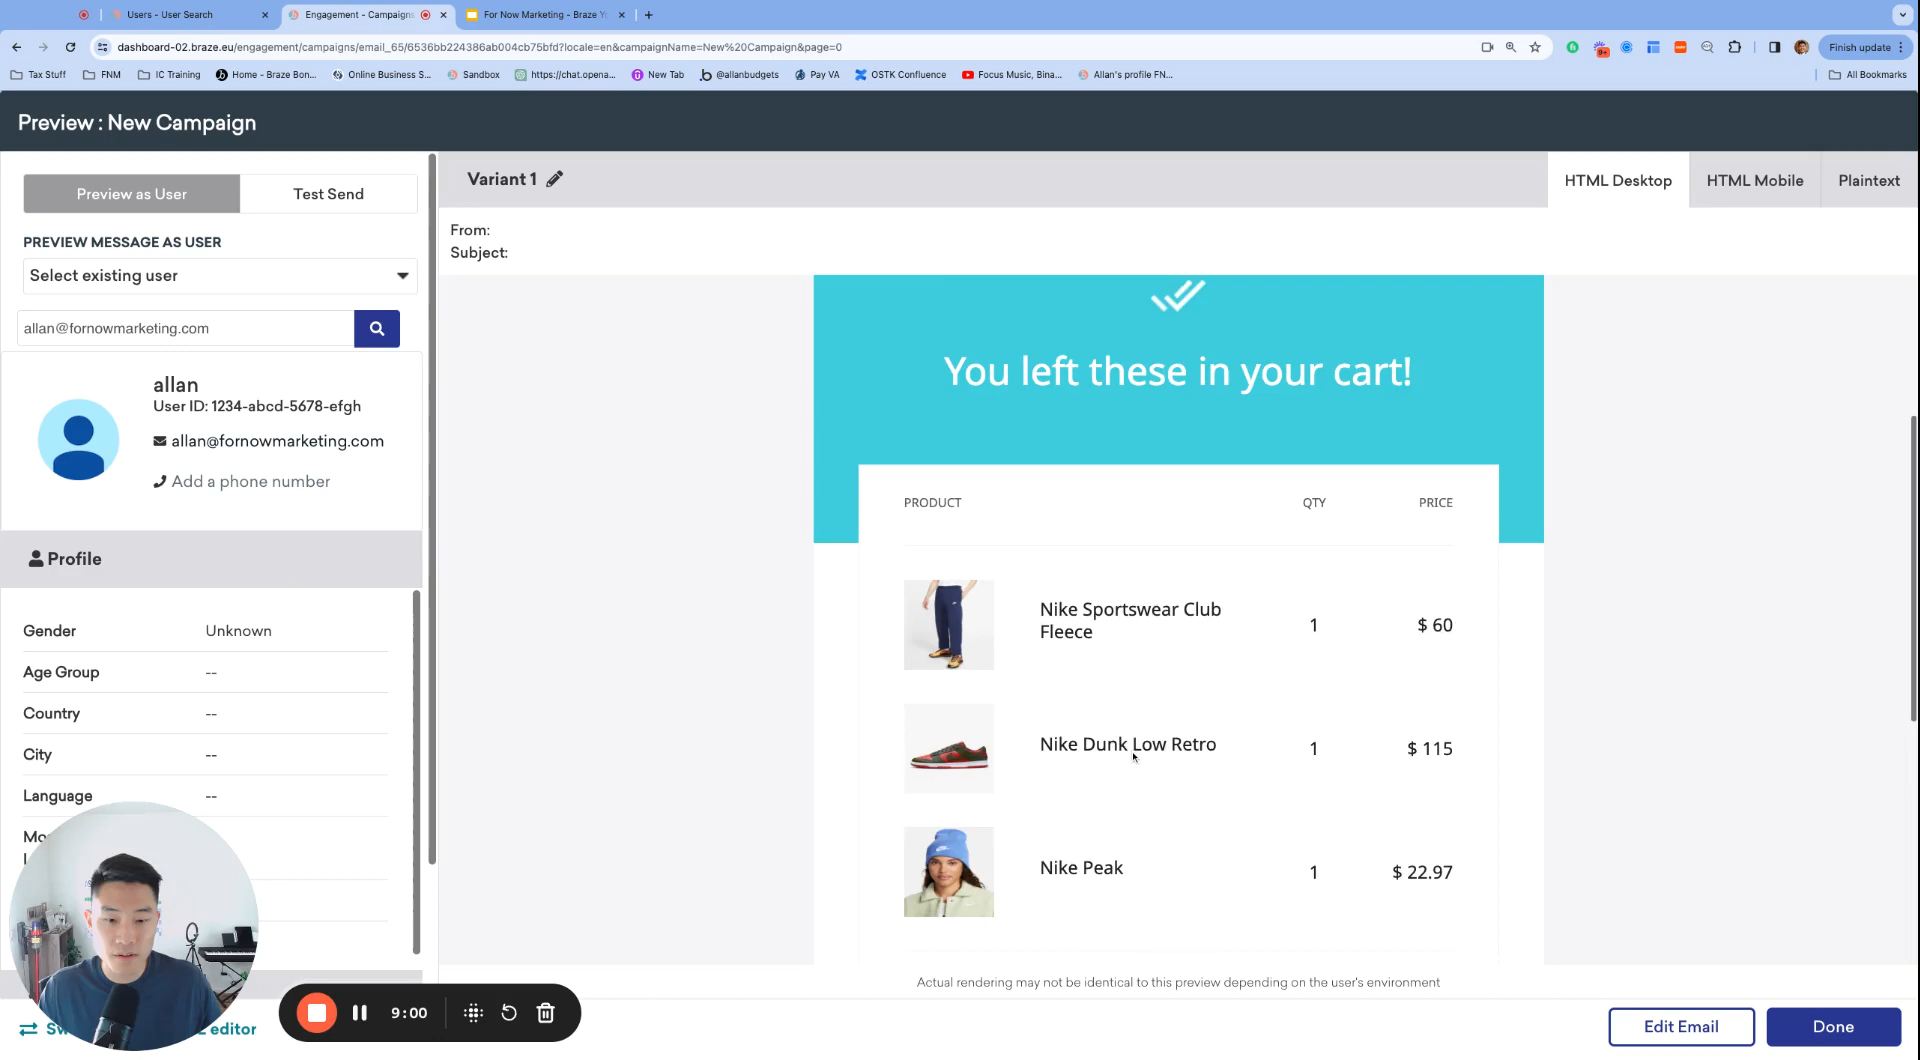 Users - User Search
Engagement - Campaigns
For Now Marketing - Braze
dashboard-02.braze.eu/engagement/campaigns/email_65/6536bb224386ab004cb75bfd?locale=en&campaignName=New%20Campaign&page=0
9+
Finish update
Tax Stuff
FNM
IC Training
Home - Braze Bon...
Online Business S...
Sandbox
https://chat.opena...
New Tab
@allanbudgets
Pay VA
OSTK Confluence
Focus Music, Bina...
Allan's profile FN...
All Bookmarks
Preview : New Campaign
Preview as User
Test Send
PREVIEW MESSAGE AS USER
Select existing user
allan@fornowmarketing.com
allan
User ID: 1234-abcd-5678-efgh
allan@fornowmarketing.com
Add a phone number
Profile
Gender Unknown
Age Group --
Country --
City --
Language --
editor
9:00
Variant 1
HTML Desktop
HTML Mobile
Plaintext
From:
Subject:
You left these in your cart!
PRODUCT QTY PRICE
Nike Sportswear Club
Fleece
1 $ 60
Nike Dunk Low Retro 1 $ 115
Nike Peak 1 $ 22.97
Actual rendering may not be identical to this preview depending on the user's environment
Edit Email
Done